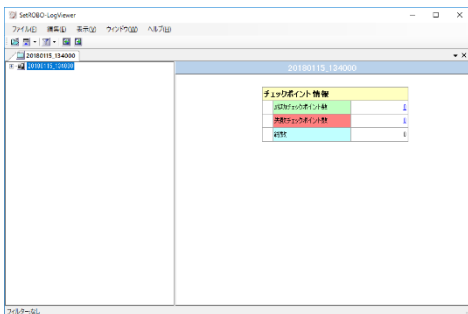 SetROBO-LogViewer
ファイル(F) 編集(E) 表示(V) ウィンドウ(W) ヘルプ(H)
20180115_134000
20180115_134000
20180115_134000
チェックポイント情報
成功チェックポイント数
失敗チェックポイント数
総数
フィルター:なし